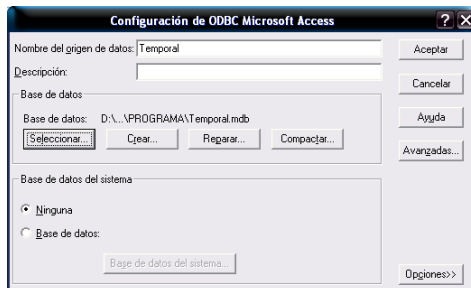 Configuración de ODBC Microsoft Access
Nombre del origen de datos: Temporal
Aceptar
Descripción:
Cancelar
Base de datos
Ayuda
Base de datos: D:\...\PROGRAMA\Temporal.mdb
Seleccionar... Crear... Reparar... Compactar...
Avanzadas...
Base de datos del sistema
Ninguna
Base de datos:
Base de datos del sistema...
Opciones>>